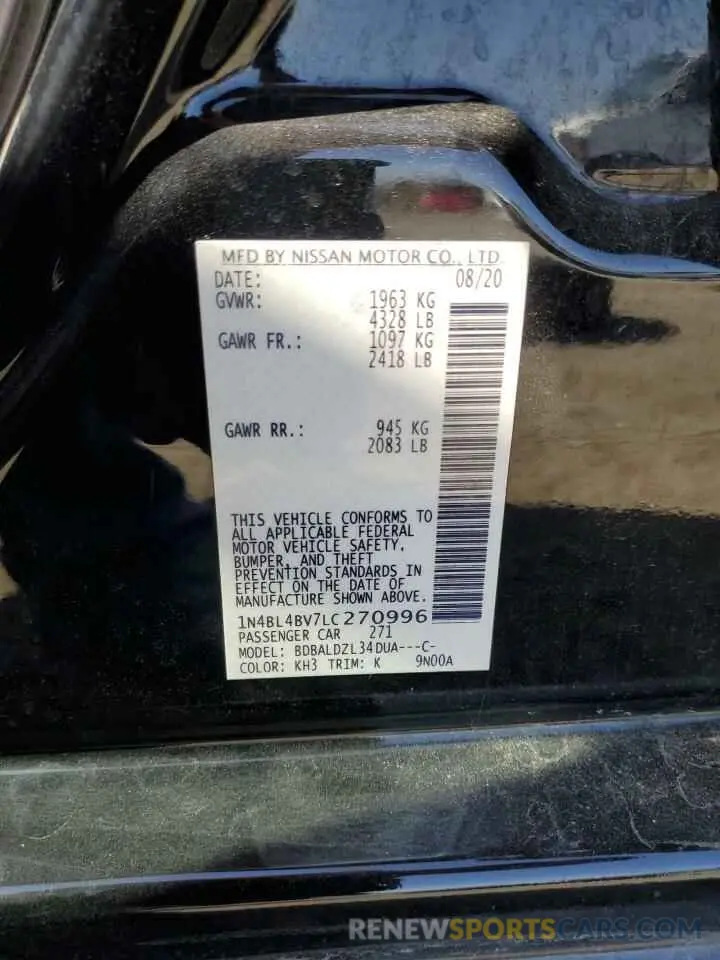 MFD BY NISSAN MOTOR CO., LTD
DATE: 08/20
GVWR: 1963 KG
4328 LB
GAWR FR.: 1097 KG
2418 LB
GAWR RR.: 945 KG
2083 LB
THIS VEHICLE CONFORMS TO
ALL APPLICABLE FEDERAL
MOTOR VEHICLE SAFETY,
BUMPER, AND THEFT
PREVENTION STANDARDS IN
EFFECT ON THE DATE OF
MANUFACTURE SHOWN ABOVE.
1N4BL4BV7LC270996
PASSENGER CAR 271
MODEL: BDBALDZL34DUA---C-
COLOR: KH3 TRIM: K 9N00A
RENEWSPORTSCARS.COM